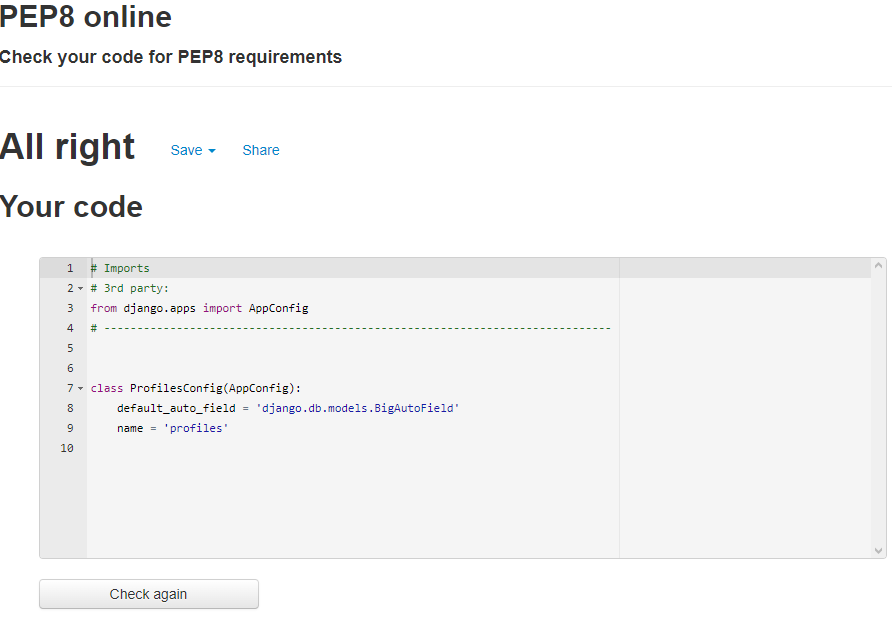 PEP8 online
Check your code for PEP8 requirements
All right Save Share
Your code
1 # Imports
2 # 3rd party:
3 from django.apps import AppConfig
4 # -----------------------------------------------------------------------------
5
6
7 class ProfilesConfig(AppConfig):
8     default_auto_field = 'django.db.models.BigAutoField'
9     name = 'profiles'
10
Check again